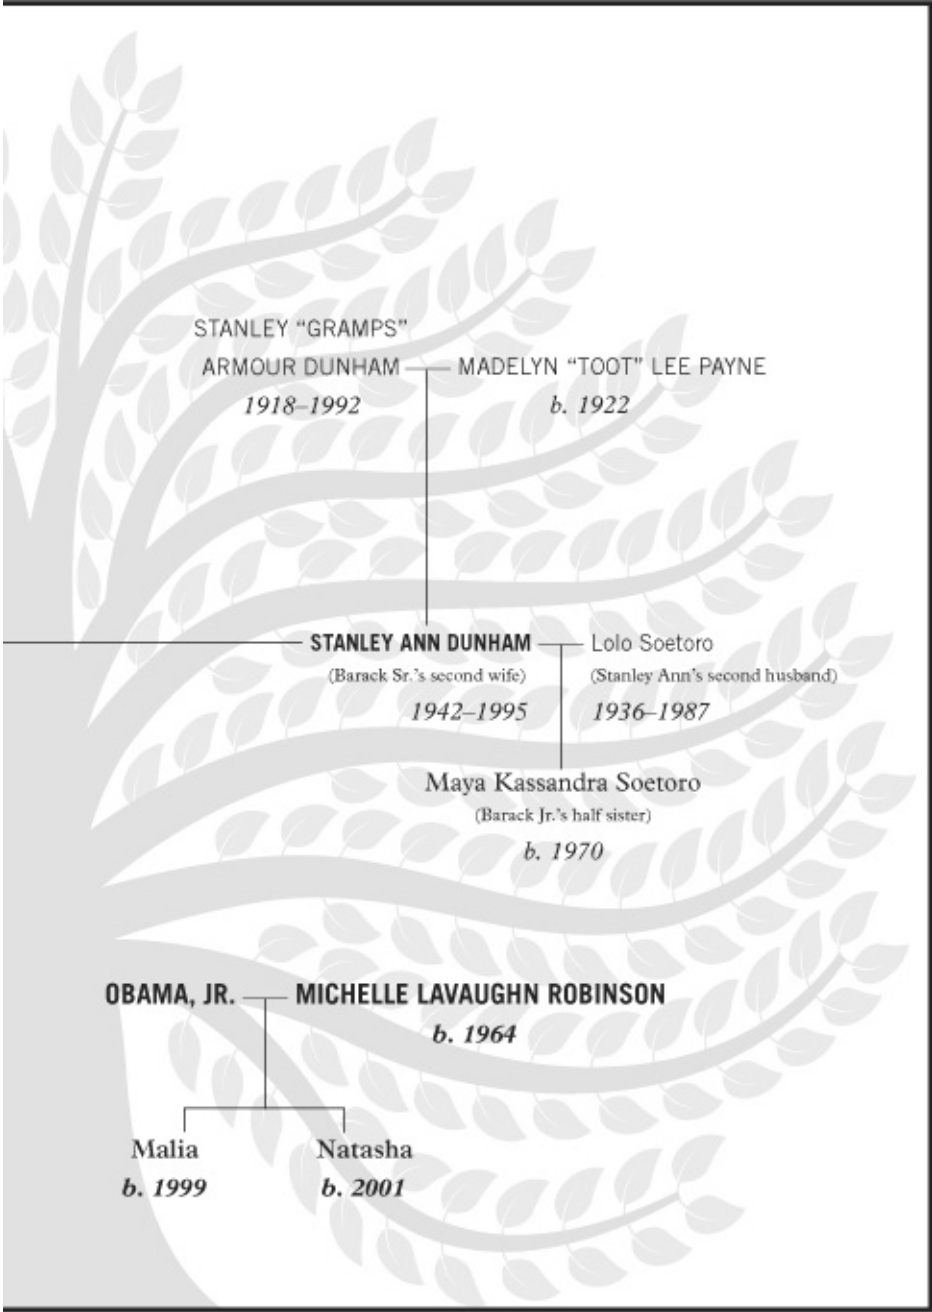 STANLEY “GRAMPS”
ARMOUR DUNHAM
1918–1992
MADELYN “TOOT” LEE PAYNE
b. 1922
STANLEY ANN DUNHAM
(Barack Sr.’s second wife)
1942–1995
Lolo Soetoro
(Stanley Ann’s second husband)
1936–1987
Maya Kassandra Soetoro
(Barack Jr.’s half sister)
b. 1970
OBAMA, JR.
MICHELLE LAVAUGHN ROBINSON
b. 1964
Malia
b. 1999
Natasha
b. 2001